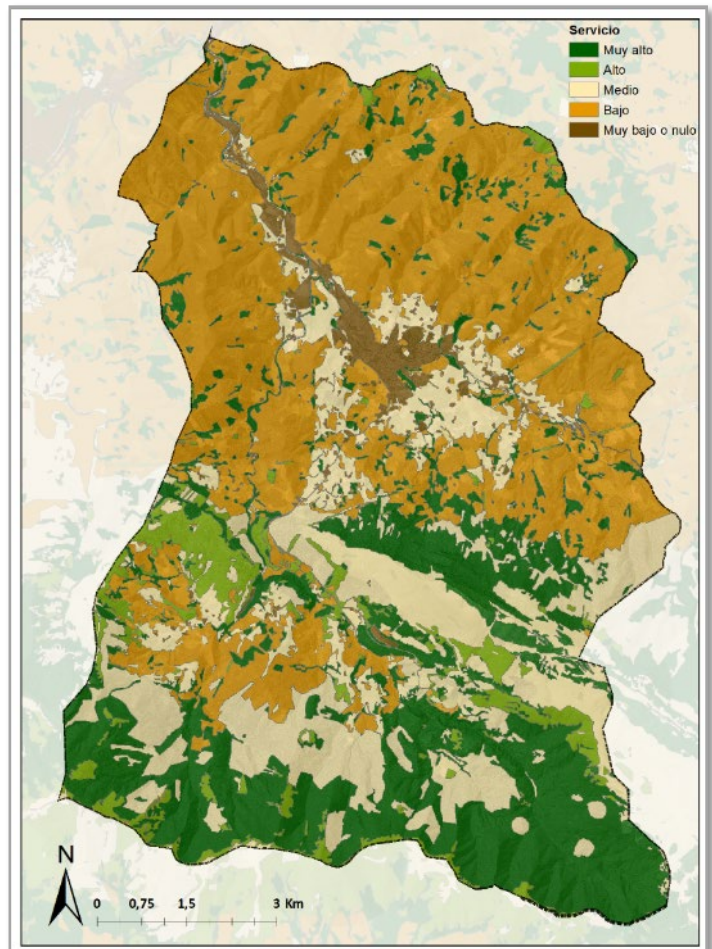 Servicio
Muy alto
Alto
Medio
Bajo
Muy bajo o nulo
N
0 0,75 1,5 3 Km